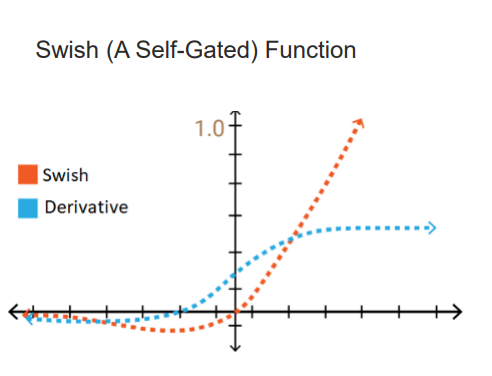 Swish (A Self-Gated) Function
1.0
Swish
Derivative